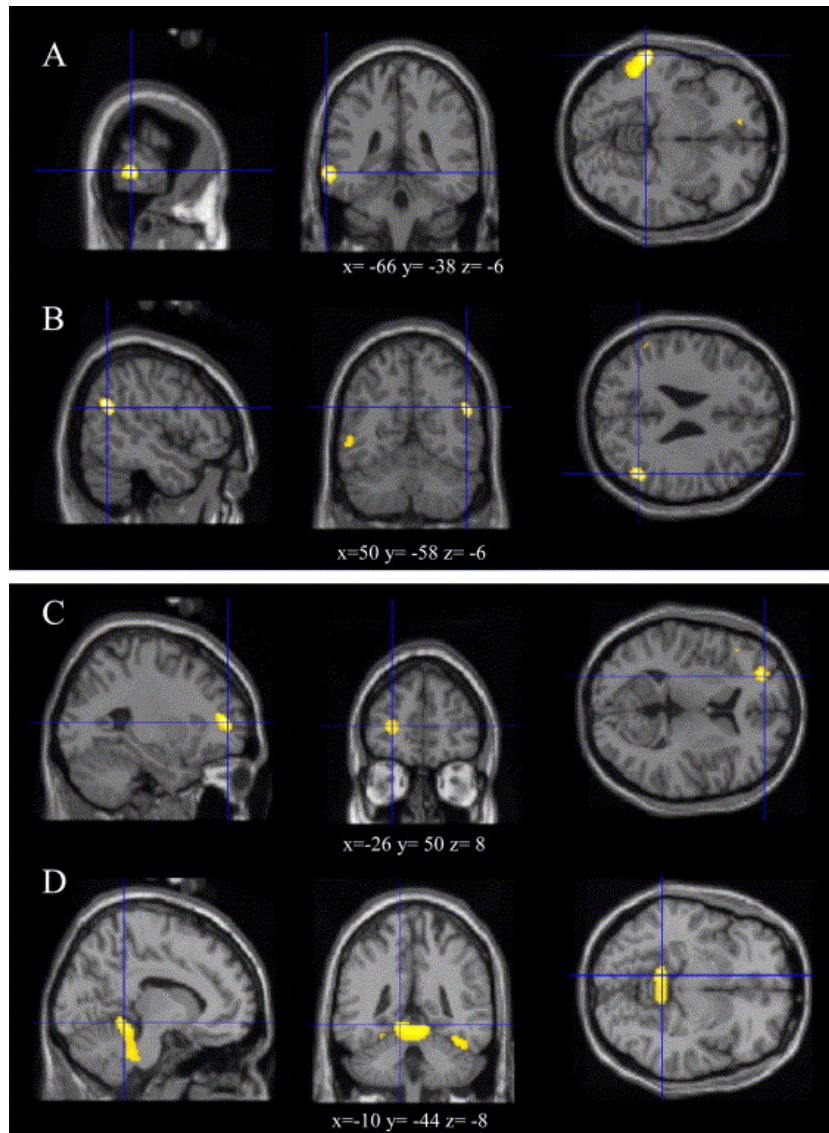 A
x= -66 y= -38 z= -6
B
x=50 y= -58 z= -6
C
x=-26 y= 50 z= 8
D
x=-10 y= -44 z= -8